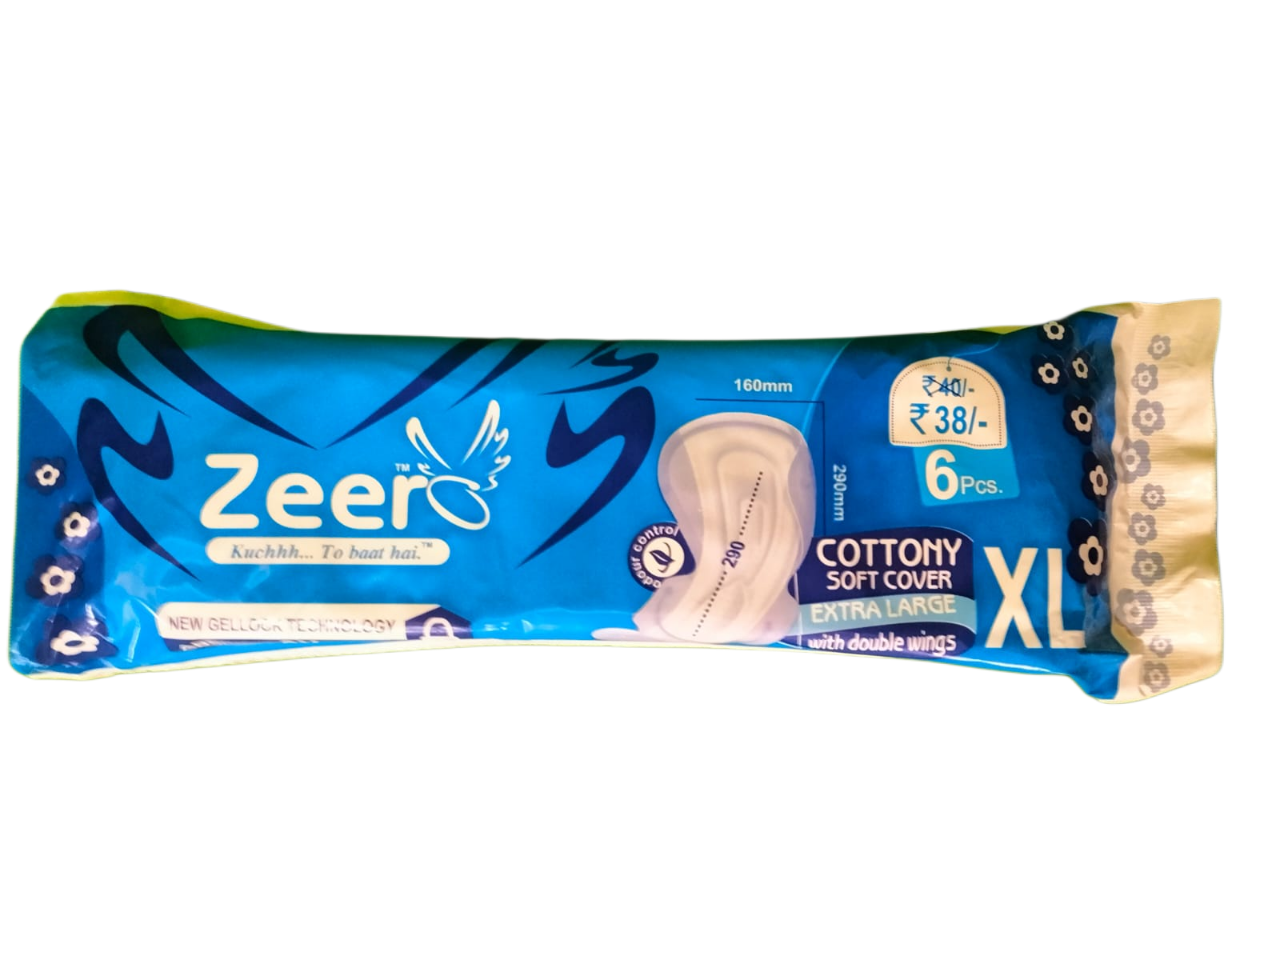 160mm
₹ 40/-
₹ 38/-
6 Pcs.
290mm
Zeero™
Kuchhh... To baat hai.™
290
odour control
COTTONY
SOFT COVER
EXTRA LARGE
with double wings
XL
NEW GELLOCK TECHNOLOGY